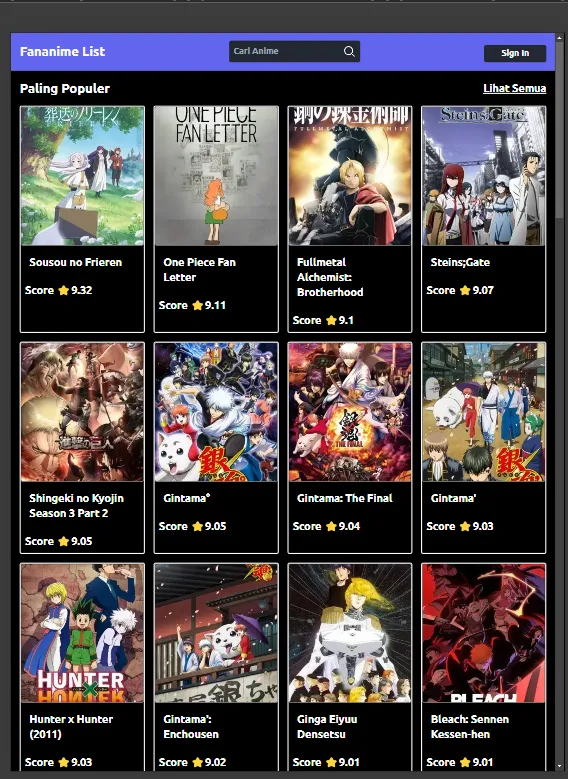 Fananime List
Cari Anime
Sign In
Paling Populer
Lihat Semua
葬送のフリーレン
ONE PIECE
FAN LETTER
鋼の錬金術師
FULLMETAL ALCHEMIST
Steins;Gate
Sousou no Frieren
Score 9.32
One Piece Fan
Letter
Score 9.11
Fullmetal
Alchemist:
Brotherhood
Score 9.1
Steins;Gate
Score 9.07
進撃の巨人
銀
銀魂
THE FINAL
銀
Shingeki no Kyojin
Season 3 Part 2
Score 9.05
Gintama°
Score 9.05
Gintama: The Final
Score 9.04
Gintama'
Score 9.03
HUNTER
HUNTER
銀ちゃ
BLEACH
Hunter x Hunter
(2011)
Score 9.03
Gintama':
Enchousen
Score 9.02
Ginga Eiyuu
Densetsu
Score 9.01
Bleach: Sennen
Kessen-hen
Score 9.01